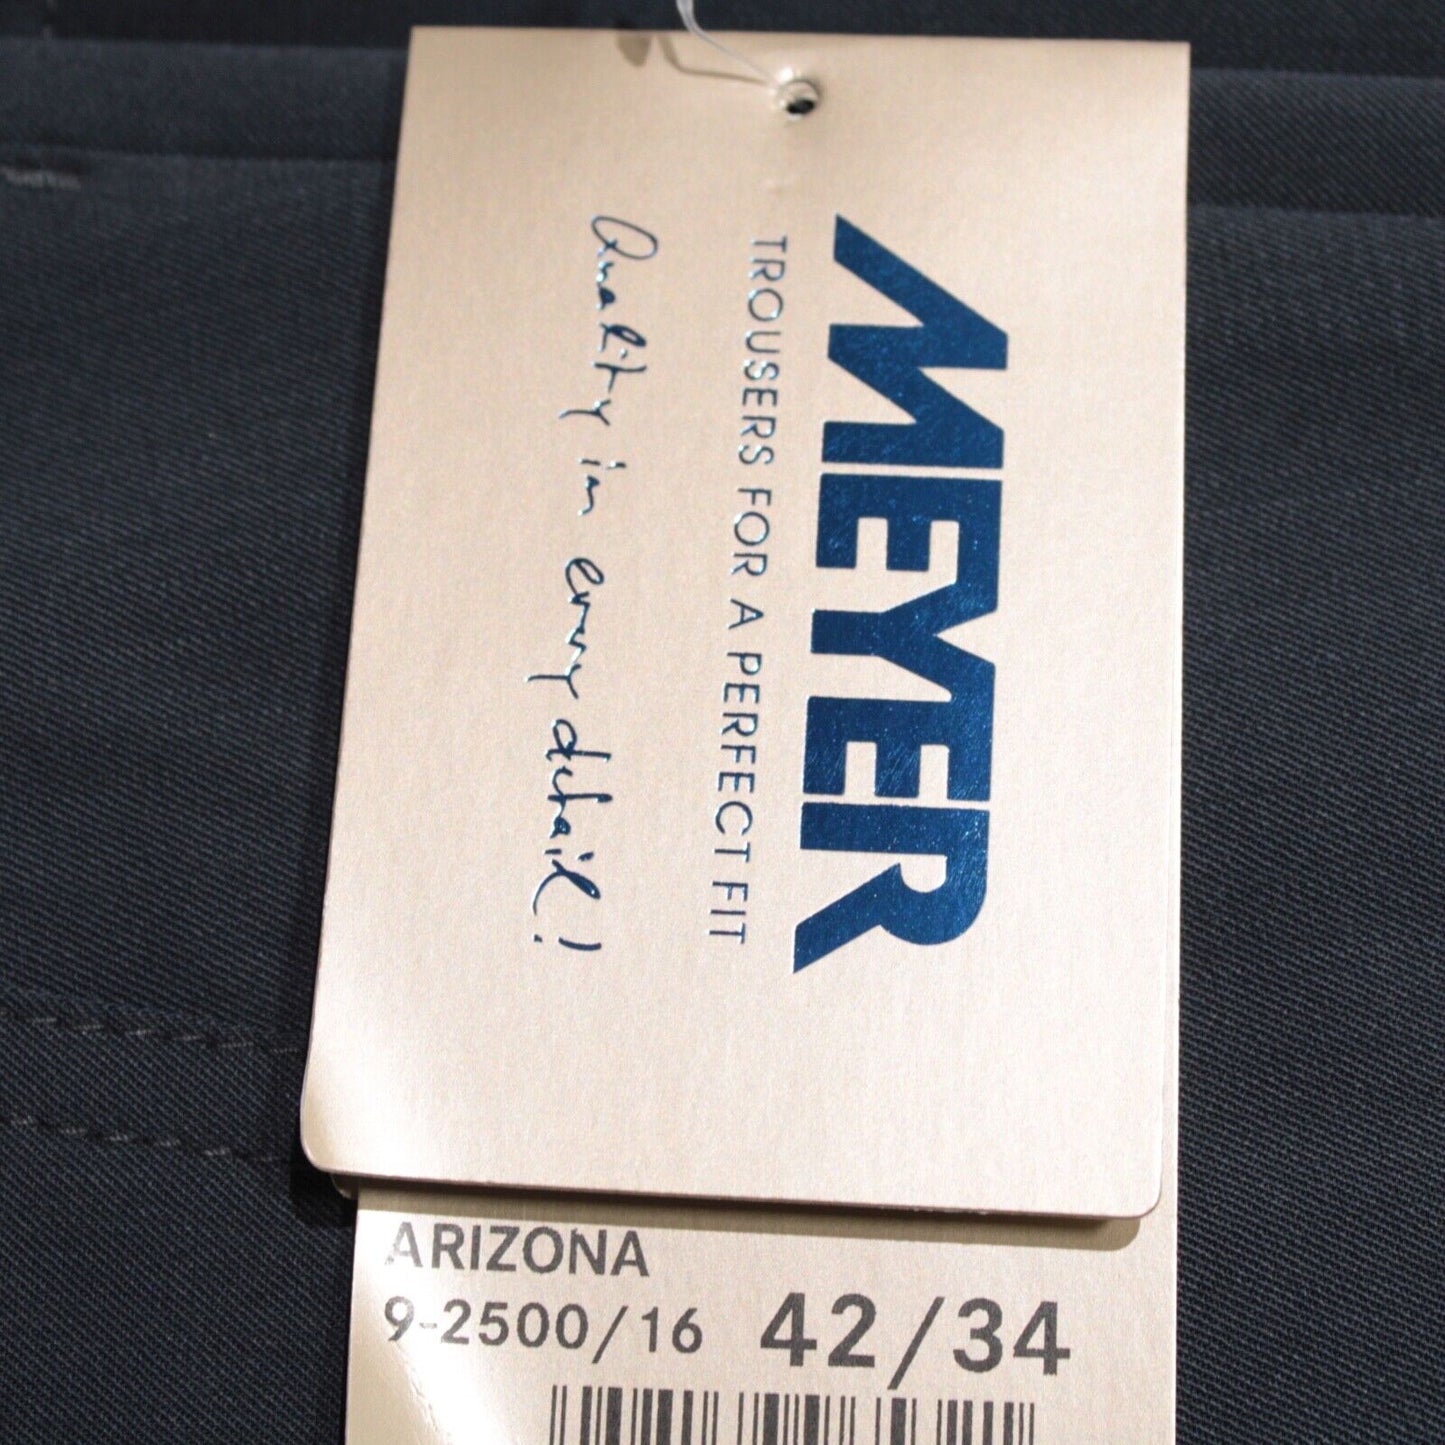 MEYER
TROUSERS FOR A PERFECT FIT
Quality in every detail!
ARIZONA
9-2500/16 42/34